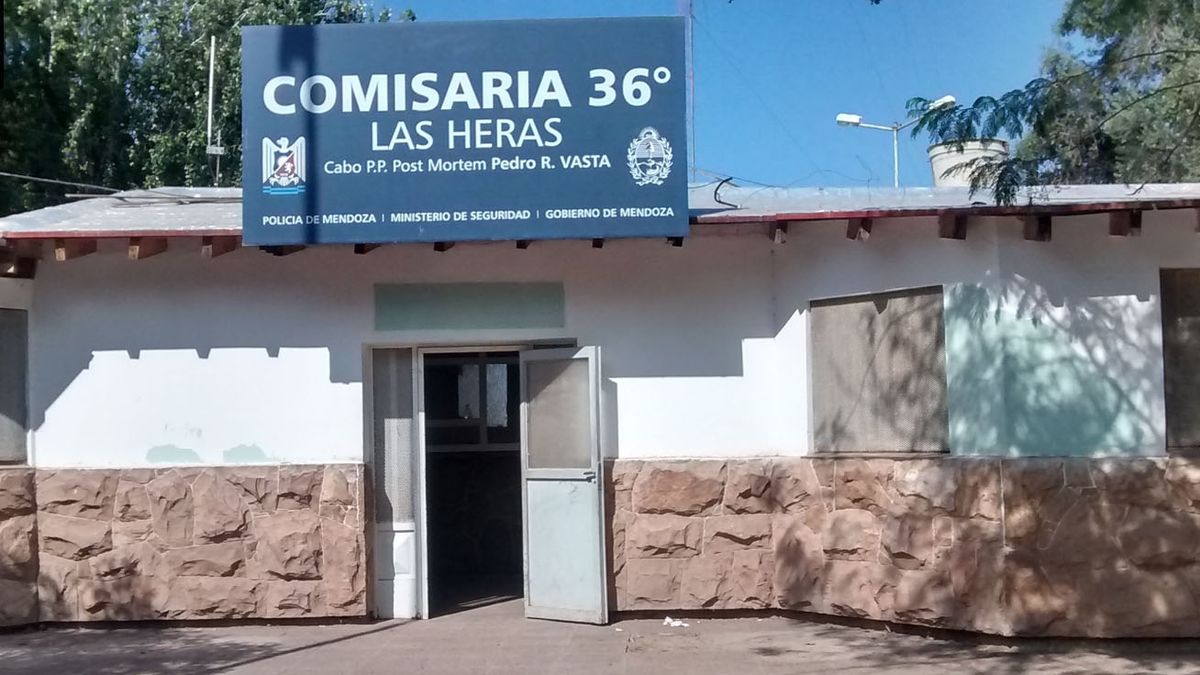 COMISARIA 36°
LAS HERAS
Cabo P.P. Post Mortem Pedro R. VASTA
POLICIA DE MENDOZA | MINISTERIO DE SEGURIDAD | GOBIERNO DE MENDOZA